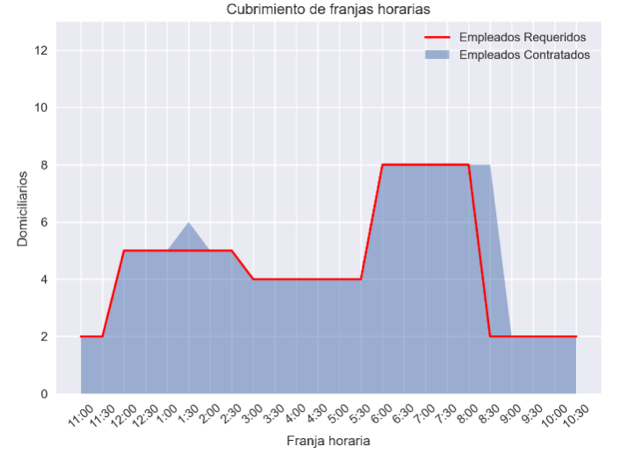 Cubrimiento de franjas horarias
Empleados Requeridos
Empleados Contratados
12
10
8
6
4
2
0
Domiciliarios
11:00 11:30 12:00 12:30 1:00 1:30 2:00 2:30 3:00 3:30 4:00 4:30 5:00 5:30 6:00 6:30 7:00 7:30 8:00 8:30 9:00 9:30 10:00 10:30
Franja horaria